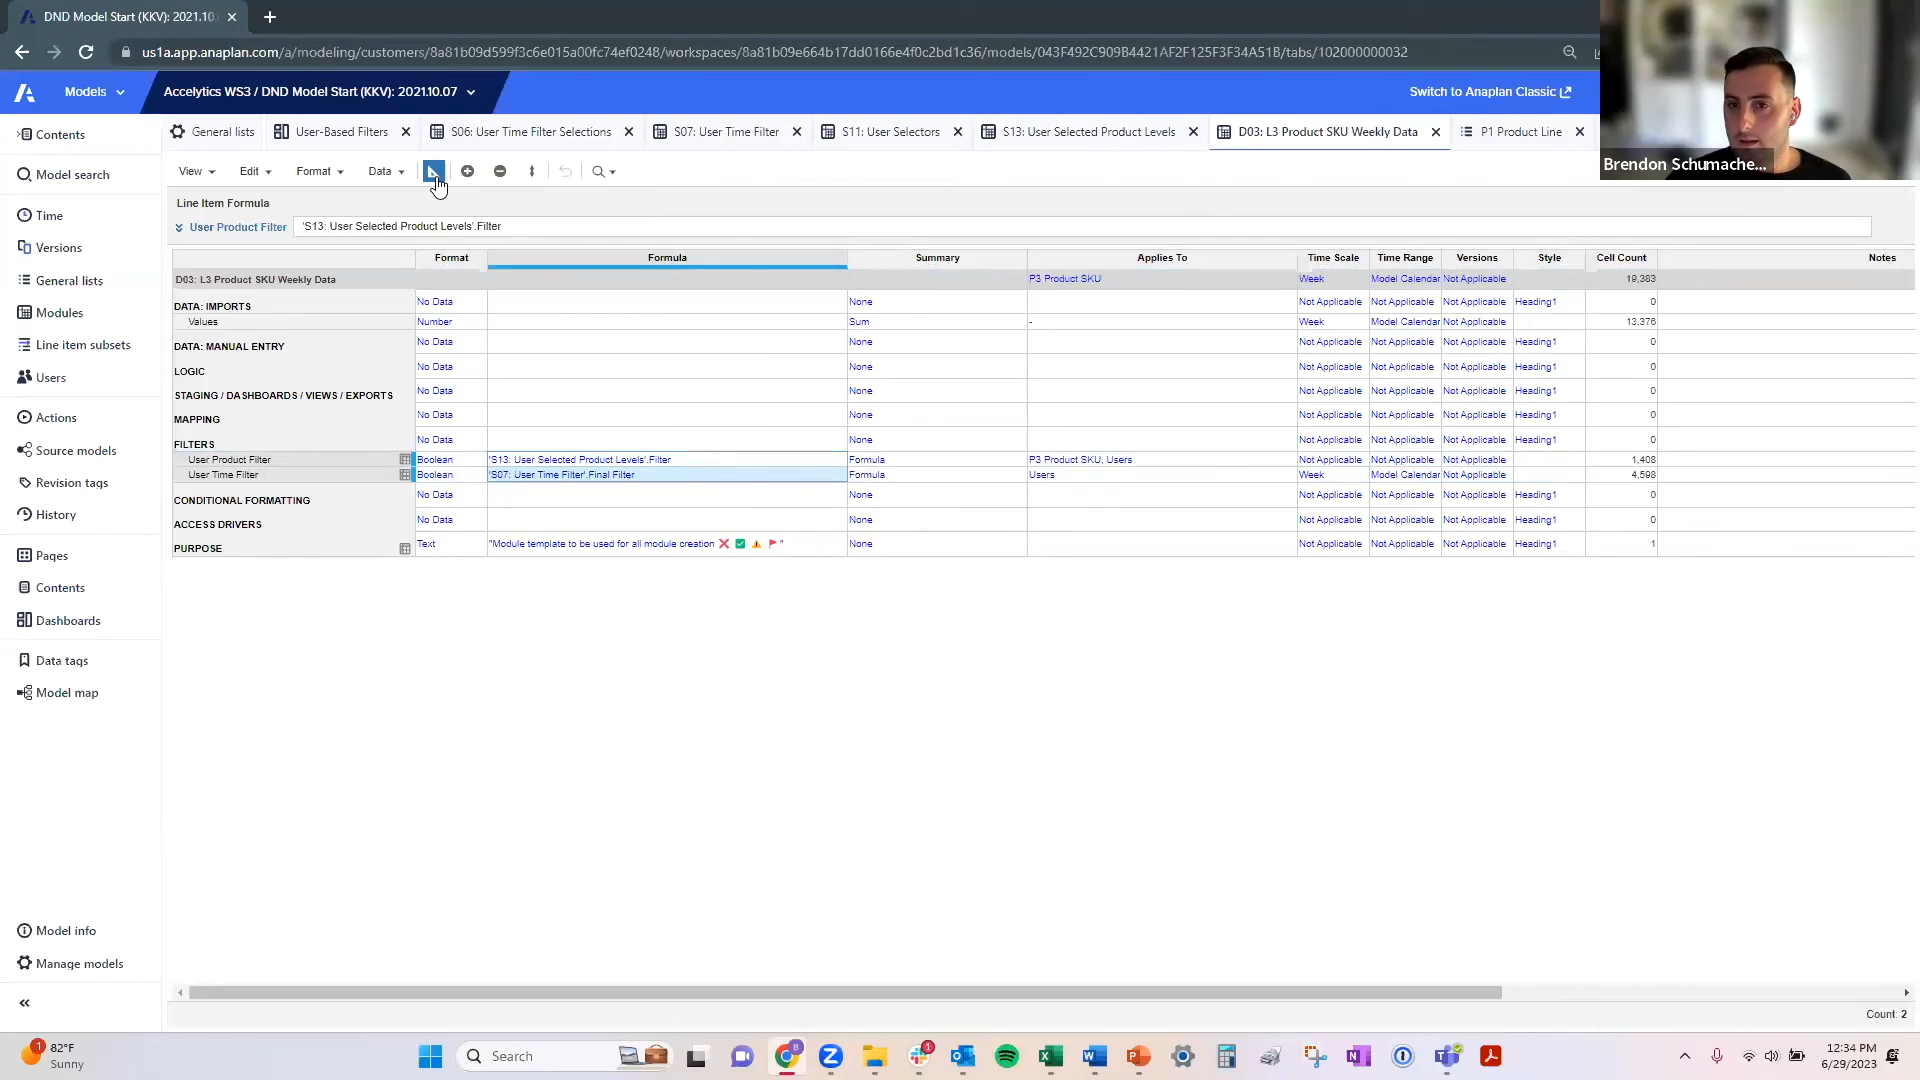 DND Model Start (KKV): 2021.10.
us1a.app.anaplan.com/a/modeling/customers/8a81b09d599f3c6e015a00fc74ef0248/workspaces/8a81b09e664b17dd0166e4f0c2bd1c36/models/043F492C909B4421AF2F125F3F34A51B/tabs/102000000032
Models
Accelytics WS3 / DND Model Start (KKV): 2021.10.07
Switch to Anaplan Classic
Brendon Schumache...
General lists
User-Based Filters
S06: User Time Filter Selections
S07: User Time Filter
S11: User Selectors
S13: User Selected Product Levels
D03: L3 Product SKU Weekly Data
P1 Product Line
View Edit Format Data
Line Item Formula
User Product Filter 'S13: User Selected Product Levels'.Filter
Format Formula Summary Applies To Time Scale Time Range Versions Style Cell Count Notes
D03: L3 Product SKU Weekly Data P3 Product SKU Week Model Calendar Not Applicable 19,383
DATA: IMPORTS No Data None Not Applicable Not Applicable Not Applicable Heading1 0
Values Number Sum - Week Model Calendar Not Applicable 13,376
DATA: MANUAL ENTRY No Data None Not Applicable Not Applicable Not Applicable Heading1 0
LOGIC No Data None Not Applicable Not Applicable Not Applicable Heading1 0
STAGING / DASHBOARDS / VIEWS / EXPORTS No Data None Not Applicable Not Applicable Not Applicable Heading1 0
MAPPING No Data None Not Applicable Not Applicable Not Applicable Heading1 0
FILTERS No Data None Not Applicable Not Applicable Not Applicable Heading1 0
User Product Filter Boolean 'S13: User Selected Product Levels'.Filter Formula P3 Product SKU, Users Not Applicable Not Applicable Not Applicable 1,408
User Time Filter Boolean 'S07: User Time Filter'.Final Filter Formula Users Week Model Calendar Not Applicable 4,598
CONDITIONAL FORMATTING No Data None Not Applicable Not Applicable Not Applicable Heading1 0
ACCESS DRIVERS No Data None Not Applicable Not Applicable Not Applicable Heading1 0
PURPOSE Text "Module template to be used for all module creation ❌ ✅ ⚠ 🚩" None Not Applicable Not Applicable Not Applicable Heading1 1
Contents
Model search
Time
Versions
General lists
Modules
Line item subsets
Users
Actions
Source models
Revision tags
History
Pages
Contents
Dashboards
Data tags
Model map
Model info
Manage models
Count: 2
1
82°F
Sunny
Search
8
1
12:34 PM
6/29/2023